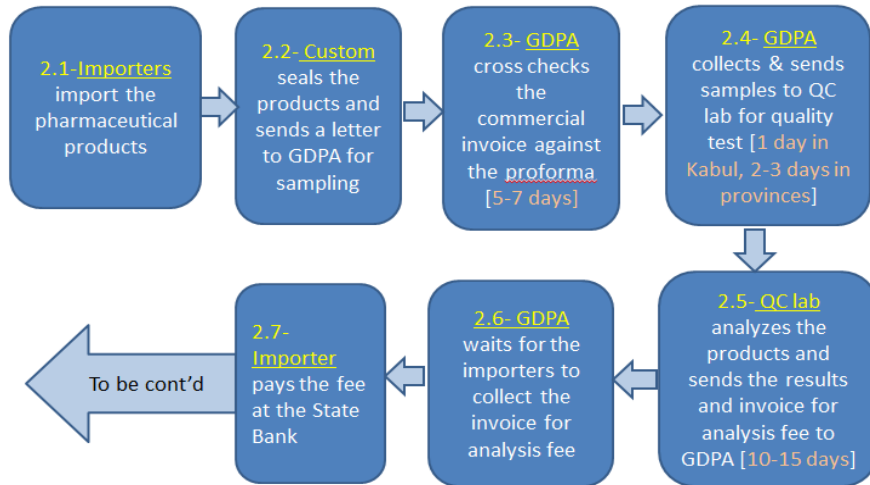 2.1-Importers
import the
pharmaceutical
products
2.2- Custom
seals the
products and
sends a letter
to GDPA for
sampling
2.3- GDPA
cross checks
the
commercial
invoice against
the proforma
[5-7 days]
2.4- GDPA
collects & sends
samples to QC
lab for quality
test [1 day in
Kabul, 2-3 days in
provinces]
2.5- QC lab
analyzes the
products and
sends the results
and invoice for
analysis fee to
GDPA [10-15 days]
2.6- GDPA
waits for the
importers to
collect the
invoice for
analysis fee
2.7-
Importer
pays the fee
at the State
Bank
To be cont’d